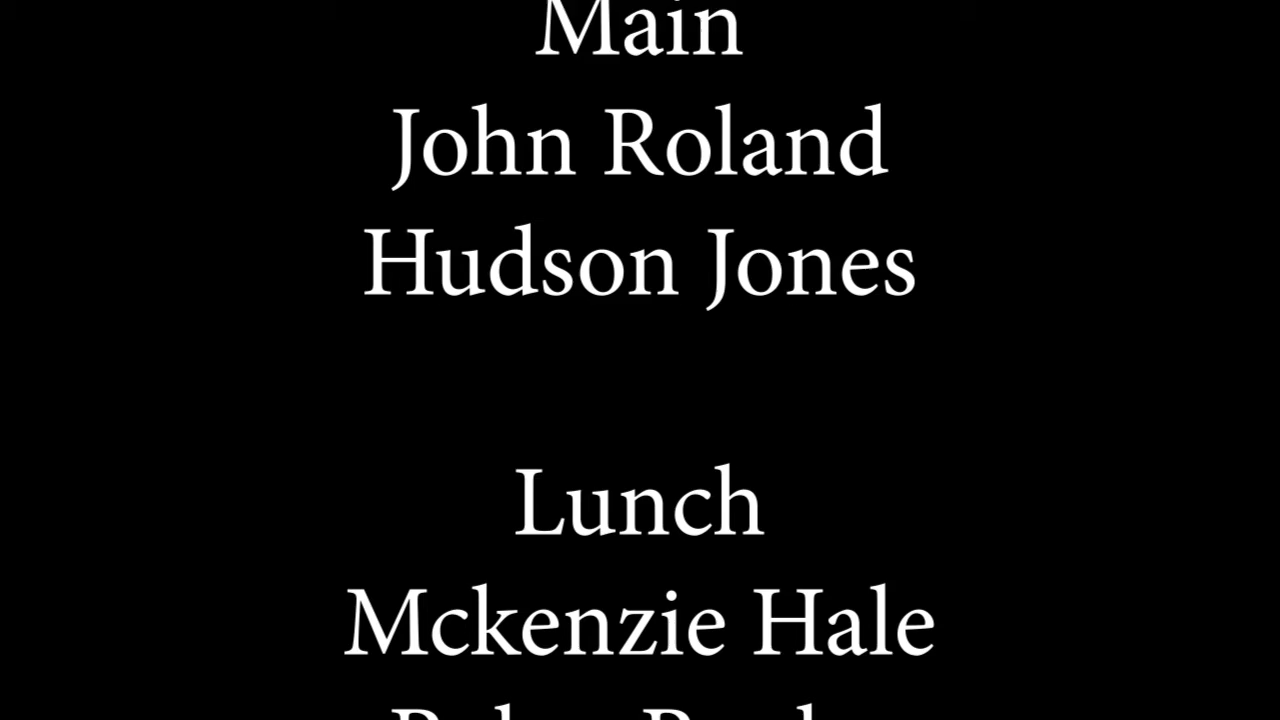 Main
John Roland
Hudson Jones
Lunch
Mckenzie Hale